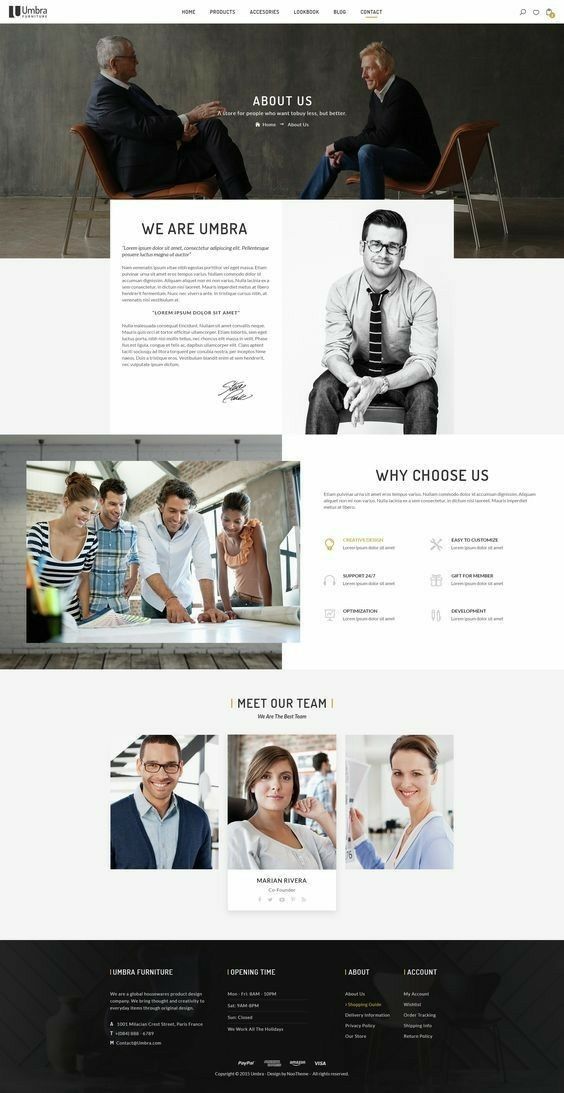 Umbra
FURNITURE
HOME PRODUCTS ACCESORIES LOOKBOOK BLOG CONTACT
ABOUT US
A store for people who want tobuy less, but better.
Home → About Us
WE ARE UMBRA
"Lorem ipsum dolor sit amet, consectetur adipiscing elit. Pellentesque
posuere luctus magna ut auctor"
Nam venenatis ipsum vitae nibh egestas porttitor vel eget massa. Etiam
pulvinar urna sit amet eros tempus varius. Nullam commodo dolor id accumsan
dignissim. Aliquam aliquet non mi non varius. Nulla lacinia ex a
sem consectetur, in dictum nisl laoreet. Mauris imperdiet metus at
hendrerit fermentum. Nunc nec viverra ante. In tristique cursus nibh, at
venenatis nisl vestibulum at.
"LOREM IPSUM DOLOR SIT AMET"
Nulla malesuada consequat tincidunt. Nullam sit amet convallis neque.
Mauris quis orci at tortor efficitur ullamcorper. Etiam lobortis, sem eget
luctus porta, nibh nisl mollis tellus, nec rhoncus elit massa in velit. Phase
llus est ligula, congue et felis ac, dapibus ullamcorper ex. Class aptent
taciti sociosqu ad litora torquent per conubia nostra, per inceptos hime
naeos. Duis a tristique eros. Vestibulum blandit enim at sem hendrerit,
nec vulputate ipsum dictum.
WHY CHOOSE US
Etiam pulvinar urna sit amet eros tempus varius. Nullam commodo dolor id accumsan dignissim. Aliquam
aliquet non mi non varius. Nulla lacinia ex a sem consectetur, in dictum nisl laoreet. Mauris imperdiet
metus at libero.
CREATIVE DESIGN
Lorem ipsum dolor sit amet
EASY TO CUSTOMIZE
Lorem ipsum dolor sit amet
SUPPORT 24/7
Lorem ipsum dolor sit amet
GIFT FOR MEMBER
Lorem ipsum dolor sit amet
OPTIMIZATION
Lorem ipsum dolor sit amet
DEVELOPMENT
Lorem ipsum dolor sit amet
MEET OUR TEAM
We Are The Best Team
MARIAN RIVERA
Co-Founder
UMBRA FURNITURE
We are a global housewares product design
company. We bring thought and creativity to
everyday items through original design.
A 1001 Milacian Crest Street, Paris France
T +(084) 888 - 6789
M Contact@Umbra.com
OPENING TIME
Mon - Fri: 8AM - 10PM
Sat: 9AM-8PM
Sun: Closed
We Work All The Holidays
ABOUT
About Us
› Shopping Guide
Delivery Information
Privacy Policy
Our Store
ACCOUNT
My Account
Wishlist
Order Tracking
Shipping Info
Return Policy
PayPal amazon VISA
Copyright © 2015 Umbra - Design by NooTheme - All rights reserved.